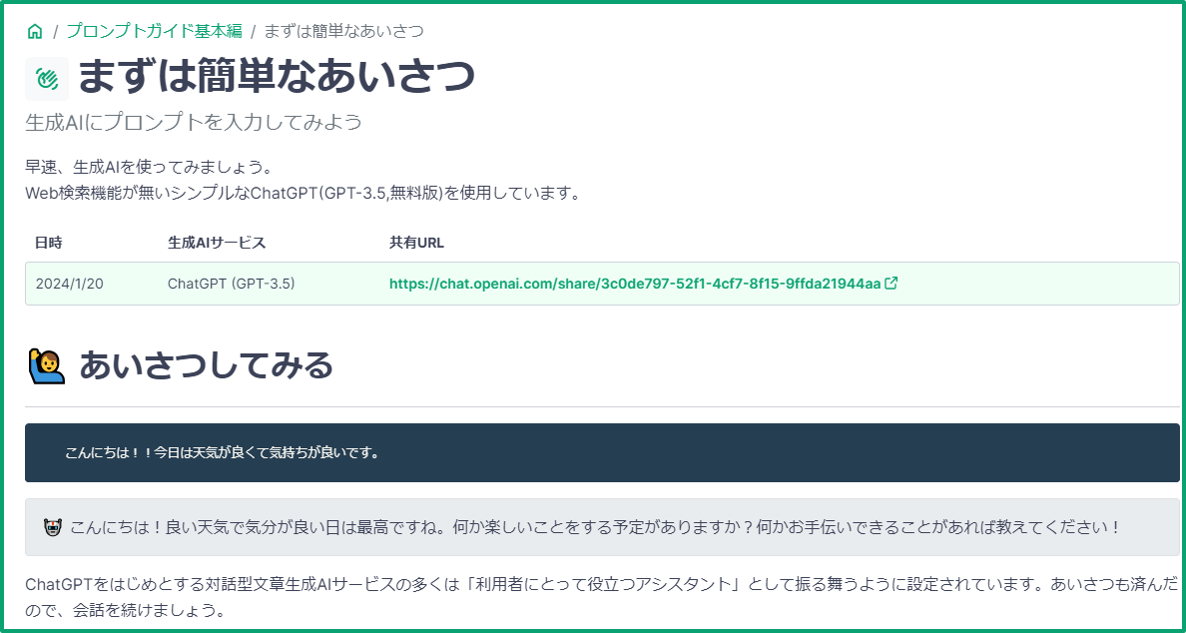 / プロンプトガイド基本編 / まずは簡単なあいさつ
まずは簡単なあいさつ
生成AIにプロンプトを入力してみよう
早速、生成AIを使ってみましょう。
Web検索機能が無いシンプルなChatGPT(GPT-3.5,無料版)を使用しています。
日時 生成AIサービス 共有URL
2024/1/20 ChatGPT (GPT-3.5) https://chat.openai.com/share/3c0de797-52f1-4cf7-8f15-9ffda21944aa
あいさつしてみる
こんにちは！！今日は天気が良くて気持ちが良いです。
こんにちは！良い天気で気分が良い日は最高ですね。何か楽しいことをする予定がありますか？何かお手伝いできることがあれば教えてください！
ChatGPTをはじめとする対話型文章生成AIサービスの多くは「利用者にとって役立つアシスタント」として振る舞うように設定されています。あいさつも済んだ
ので、会話を続けましょう。